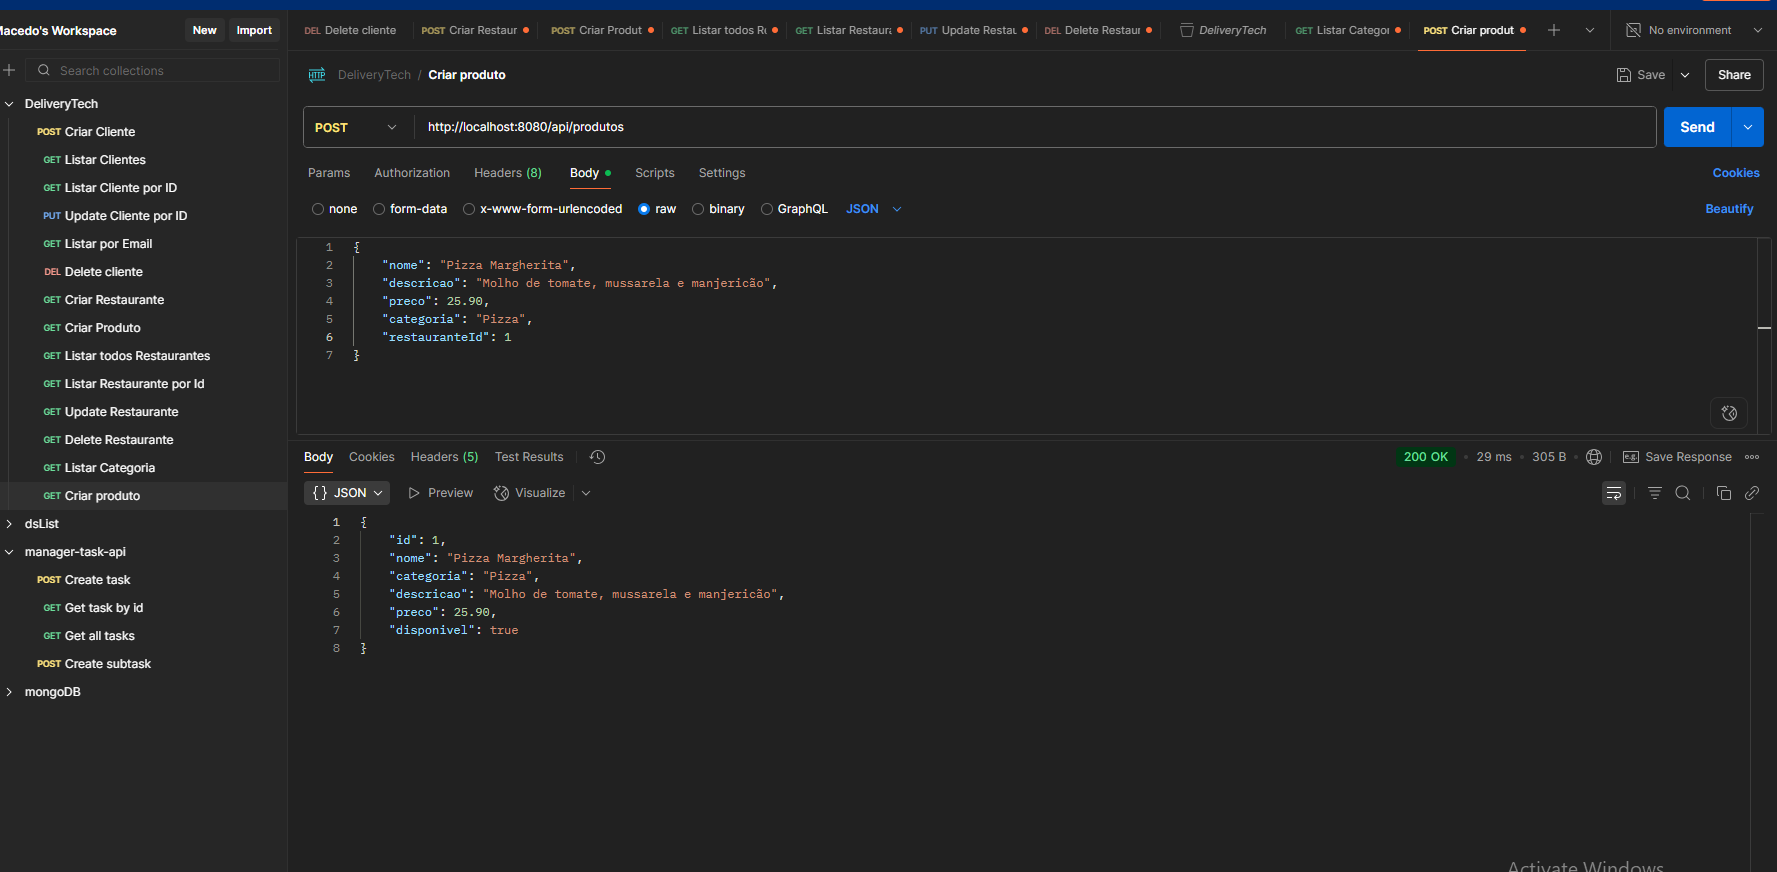 Macedo's Workspace New Import
Search collections
DeliveryTech
POST Criar Cliente
GET Listar Clientes
GET Listar Cliente por ID
PUT Update Cliente por ID
GET Listar por Email
DEL Delete cliente
GET Criar Restaurante
GET Criar Produto
GET Listar todos Restaurantes
GET Listar Restaurante por Id
GET Update Restaurante
GET Delete Restaurante
GET Listar Categoria
GET Criar produto
dsList
manager-task-api
POST Create task
GET Get task by id
GET Get all tasks
POST Create subtask
mongoDB
DEL Delete cliente POST Criar Restaur POST Criar Produt GET Listar todos Re GET Listar Restaura PUT Update Restau DEL Delete Restaur DeliveryTech GET Listar Categor POST Criar produt No environment
HTTP DeliveryTech / Criar produto Save Share
POST http://localhost:8080/api/produtos Send
Params Authorization Headers (8) Body Scripts Settings Cookies
none form-data x-www-form-urlencoded raw binary GraphQL JSON Beautify
1 {
2 "nome": "Pizza Margherita",
3 "descricao": "Molho de tomate, mussarela e manjericão",
4 "preco": 25.90,
5 "categoria": "Pizza",
6 "restauranteId": 1
7 }
Body Cookies Headers (5) Test Results 200 OK 29 ms 305 B e.g. Save Response
{} JSON Preview Visualize
1 {
2 "id": 1,
3 "nome": "Pizza Margherita",
4 "categoria": "Pizza",
5 "descricao": "Molho de tomate, mussarela e manjericão",
6 "preco": 25.90,
7 "disponivel": true
8 }
Activate Windows